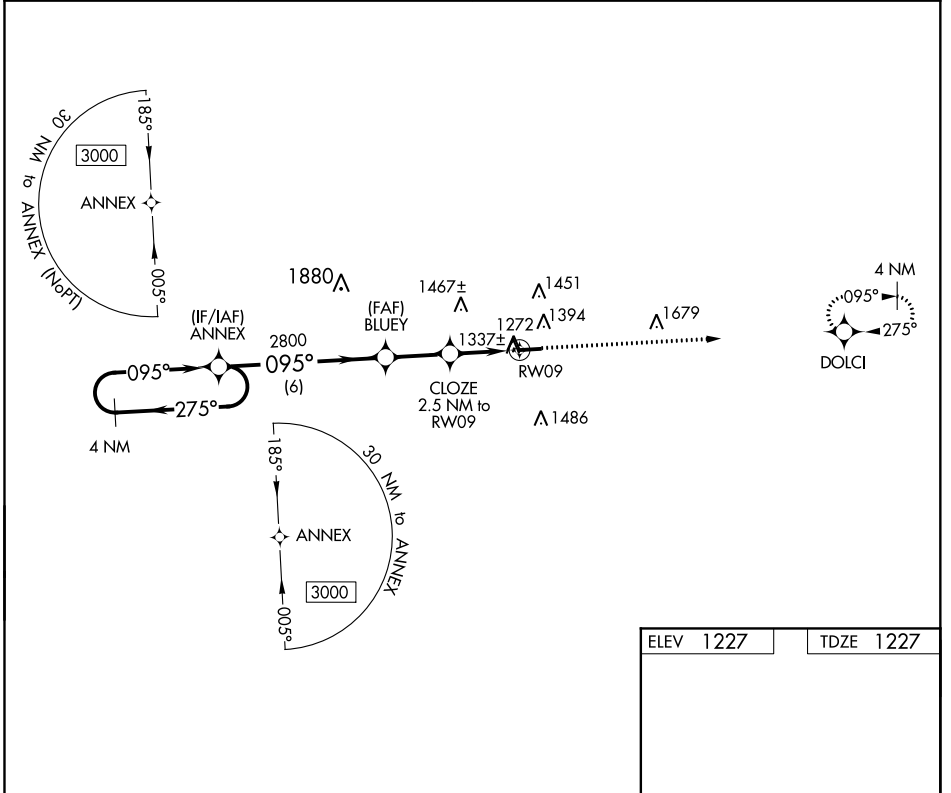 185°
30 NM to ANNEX (NoPT)
3000
ANNEX
005°
1880
1467±
1451
4 NM
095°
275°
DOLCI
(IF/IAF)
ANNEX
(FAF)
BLUEY
1272
1394
1679
2800
095°
(6)
1337±
RW09
095°
275°
4 NM
CLOZE
2.5 NM to
RW09
1486
185°
30 NM to ANNEX
ANNEX
3000
005°
ELEV 1227
TDZE 1227